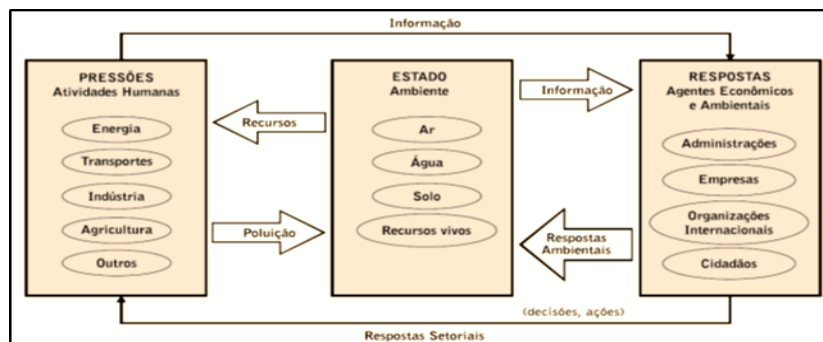 Informação
PRESSÕES
Atividades Humanas
Energia
Transportes
Indústria
Agricultura
Outros
Recursos
Poluição
ESTADO
Ambiente
Ar
Água
Solo
Recursos vivos
Informação
Respostas
Ambientais
RESPOSTAS
Agentes Econômicos
e Ambientais
Administrações
Empresas
Organizações
Internacionais
Cidadãos
(decisões, ações)
Respostas Setoriais